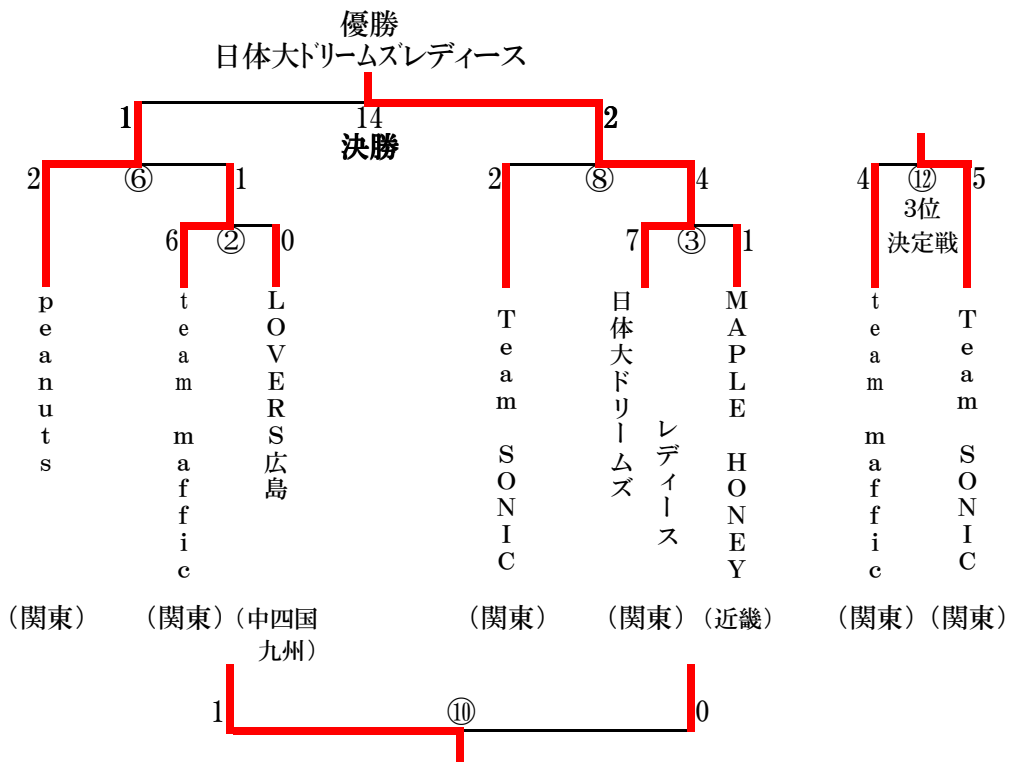 優勝
日体大ドリームズレディース
1
14
2
決勝
2
⑥
1
2
⑧
4
4
⑫
5
3位
決定戦
6
②
0
7
③
1
peanuts
team maffic
LOVERS広島
Team SONIC
日体大ドリームズ
レディース
MAPLE HONEY
team maffic
Team SONIC
（関東）
（関東）
（中四国
九州）
（関東）
（関東）
（近畿）
（関東）
（関東）
1
⑩
0